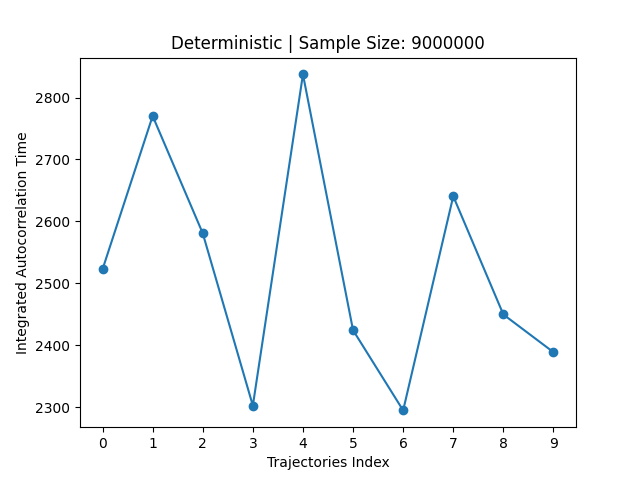 Deterministic | Sample Size: 9000000
Integrated Autocorrelation Time
2800
2700
2600
2500
2400
2300
0 1 2 3 4 5 6 7 8 9
Trajectories Index